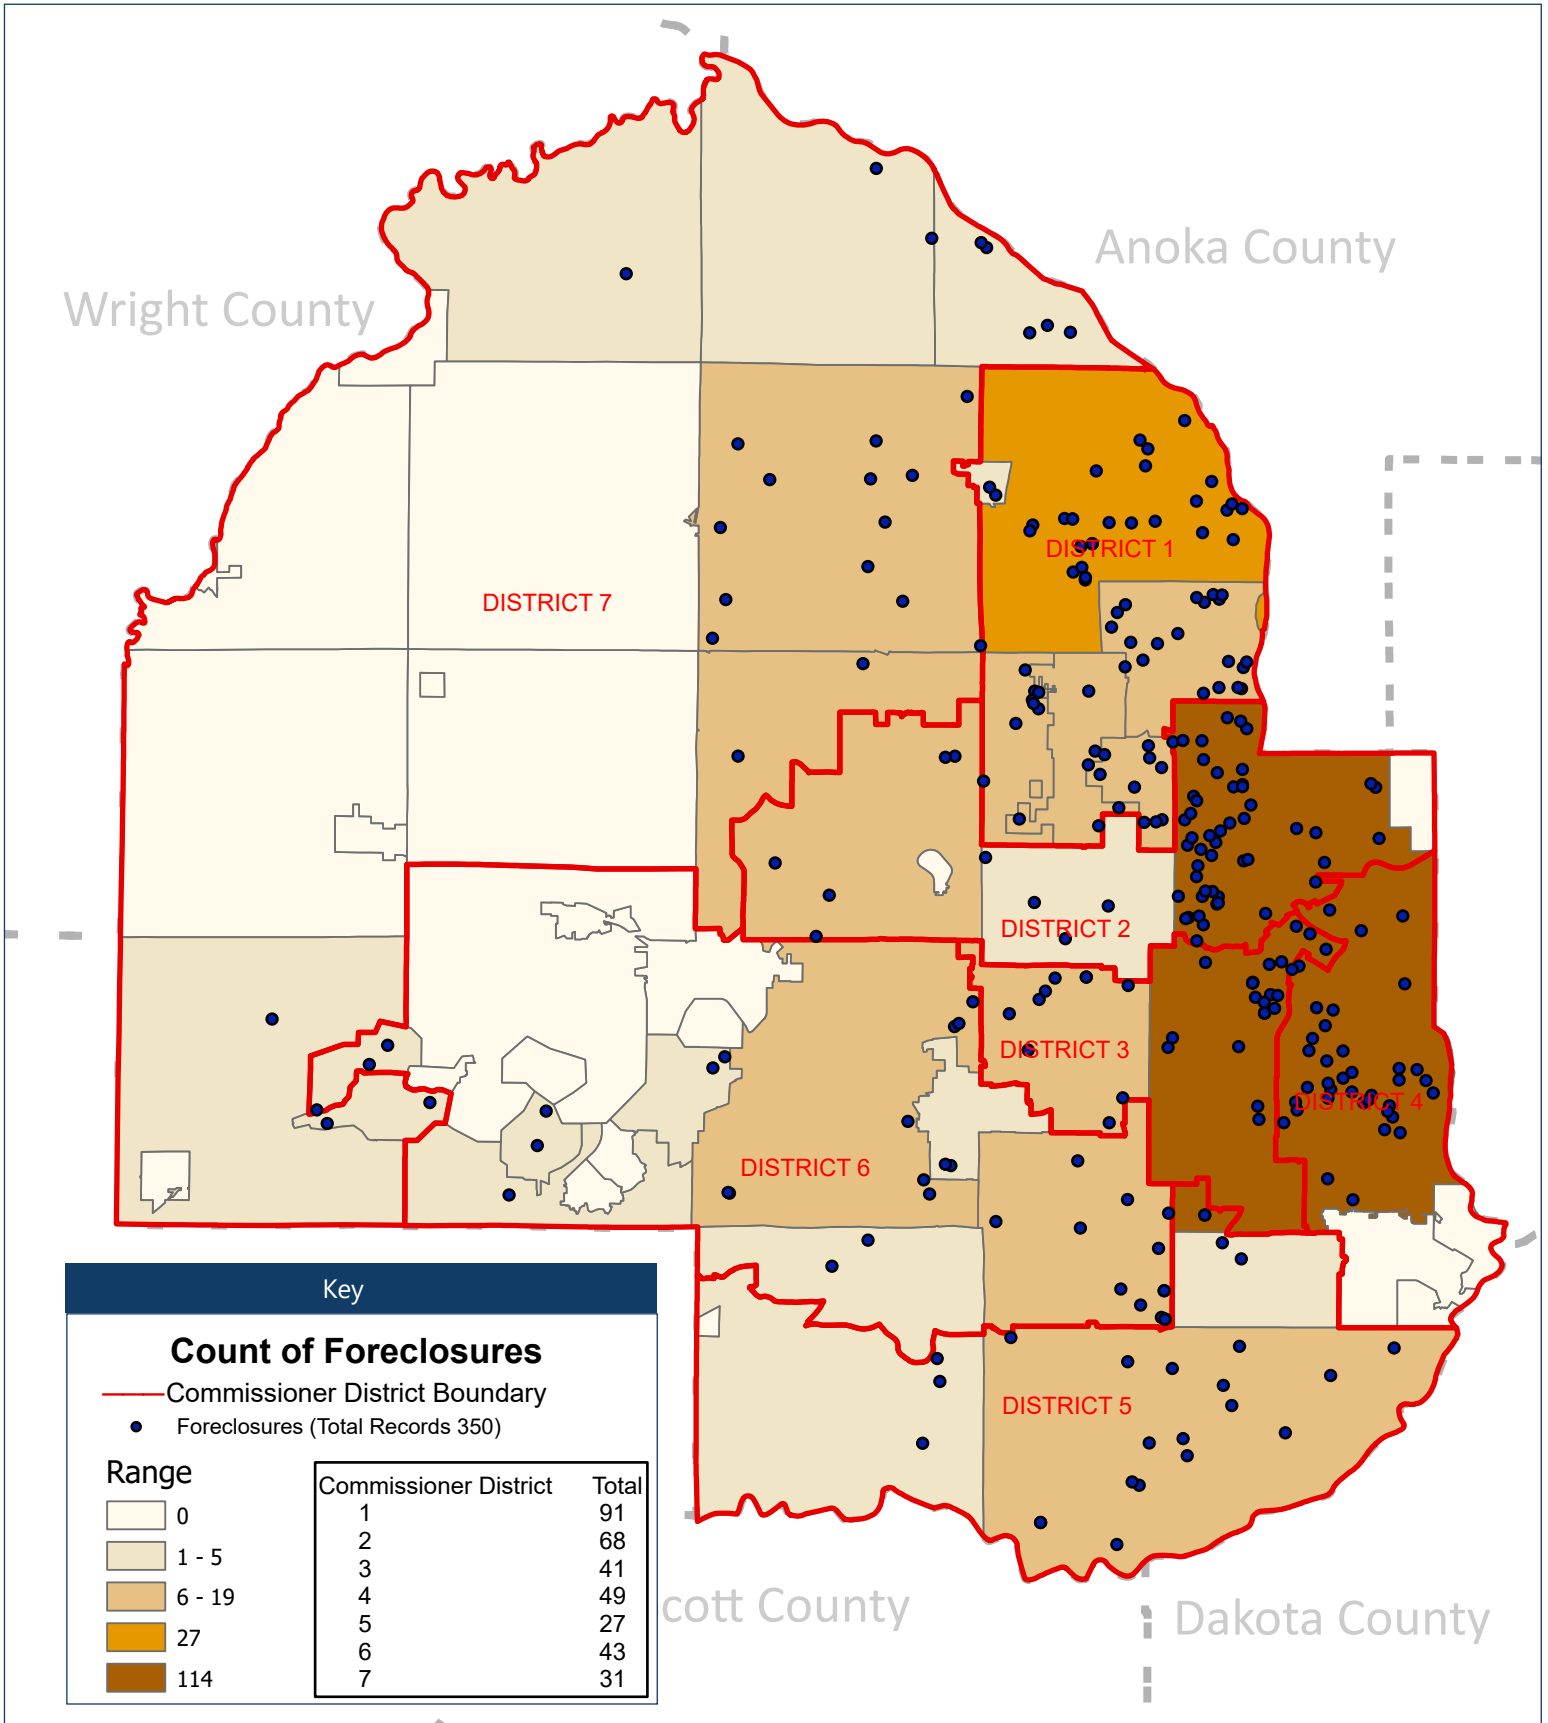 Anoka County
Wright County
DISTRICT 1
DISTRICT 7
DISTRICT 2
DISTRICT 3
DISTRICT 4
DISTRICT 6
DISTRICT 5
Key
Count of Foreclosures
Commissioner District Boundary
Foreclosures (Total Records 350)
Range
0
1 - 5
6 - 19
27
114
Commissioner District Total
1 91
2 68
3 41
4 49
5 27
6 43
7 31
cott County
Dakota County